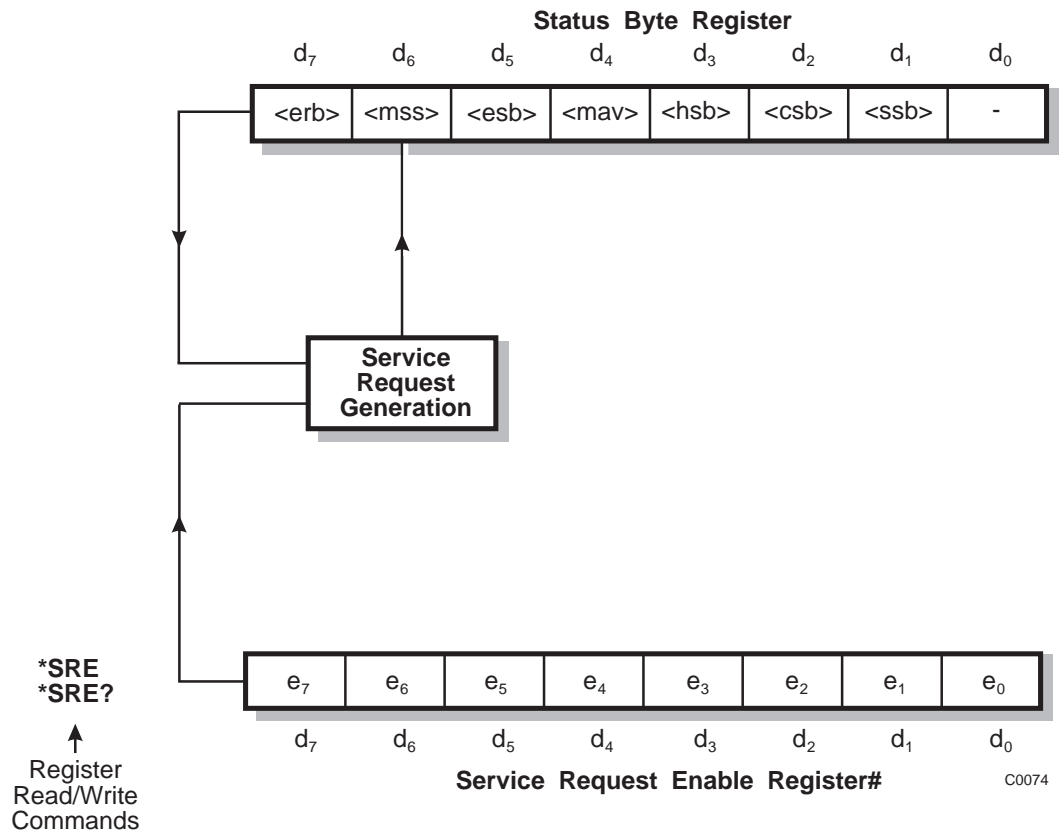 Status Byte Register
d7 d6 d5 d4 d3 d2 d1 d0
<erb> <mss> <esb> <mav> <hsb> <csb> <ssb> -
Service
Request
Generation
*SRE
*SRE?
Register
Read/Write
Commands
e7 e6 e5 e4 e3 e2 e1 e0
d7 d6 d5 d4 d3 d2 d1 d0
Service Request Enable Register#
C0074